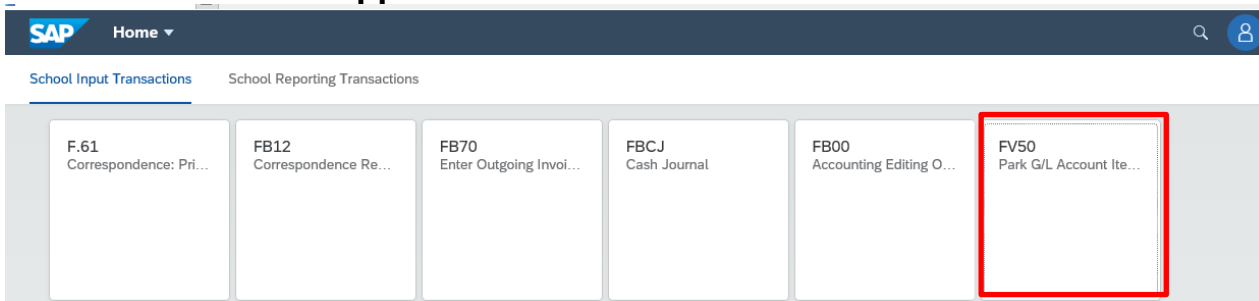 SAP Home
School Input Transactions School Reporting Transactions
F.61 FB12 FB70 FBCJ FB00 FV50
Correspondence: Pri... Correspondence Re... Enter Outgoing Invoi... Cash Journal Accounting Editing O... Park G/L Account Ite...